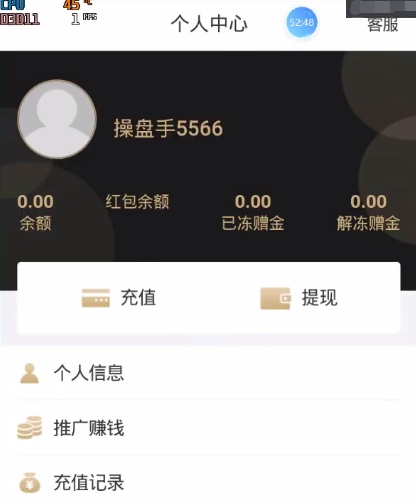 CPU 45 °C
D3D11 1 FPS
个人中心
52:48
客服
操盘手5566
0.00 0.00 0.00
余额 红包余额 已冻赠金 解冻赠金
充值 提现
个人信息
推广赚钱
充值记录